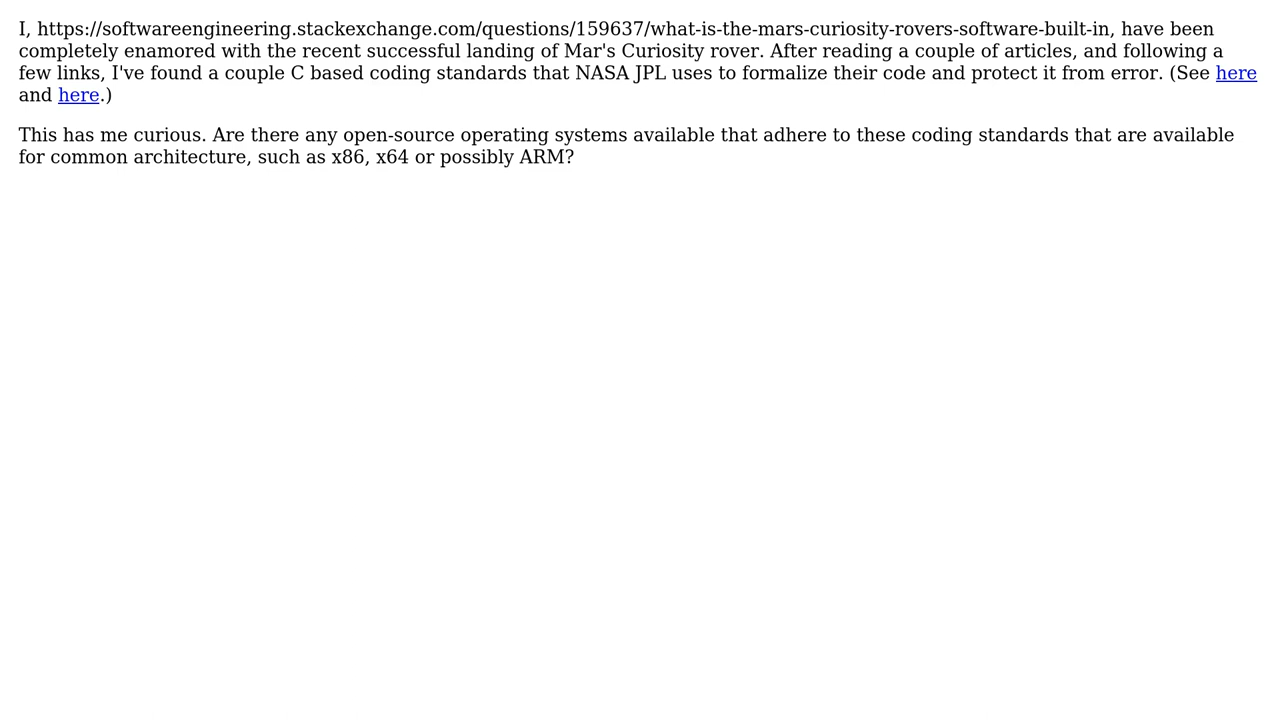 I, https://softwareengineering.stackexchange.com/questions/159637/what-is-the-mars-curiosity-rovers-software-built-in, have been
completely enamored with the recent successful landing of Mar's Curiosity rover. After reading a couple of articles, and following a
few links, I've found a couple C based coding standards that NASA JPL uses to formalize their code and protect it from error. (See here
and here.)
This has me curious. Are there any open-source operating systems available that adhere to these coding standards that are available
for common architecture, such as x86, x64 or possibly ARM?